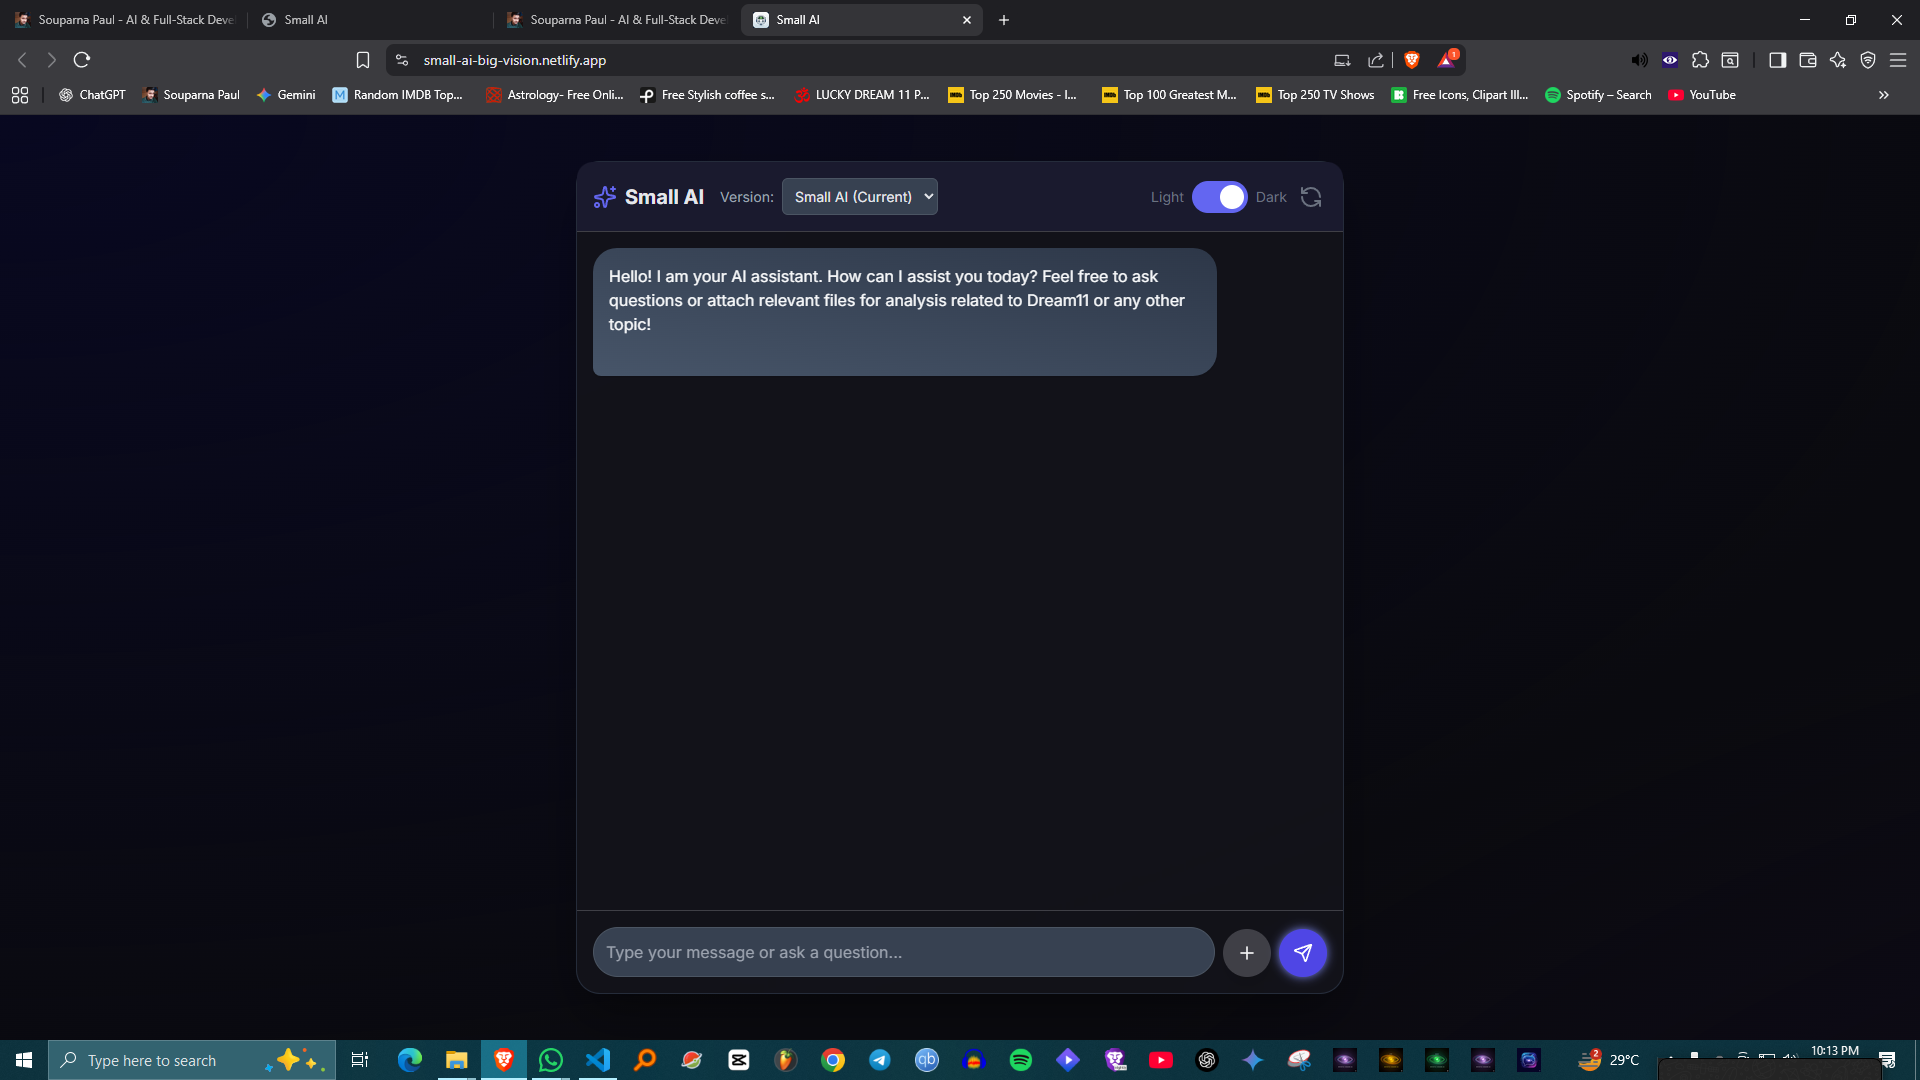 Souparna Paul - AI & Full-Stack Deve
Small AI
Souparna Paul - AI & Full-Stack Deve
Small AI
small-ai-big-vision.netlify.app
1
ChatGPT
Souparna Paul
Gemini
Random IMDB Top...
Astrology- Free Onli...
Free Stylish coffee s...
LUCKY DREAM 11 P...
Top 250 Movies - I...
Top 100 Greatest M...
Top 250 TV Shows
Free Icons, Clipart Ill...
Spotify – Search
YouTube
Small AI
Version:
Small AI (Current)
Light
Dark
Hello! I am your AI assistant. How can I assist you today? Feel free to ask
questions or attach relevant files for analysis related to Dream11 or any other
topic!
Type your message or ask a question...
Type here to search
qb
2
29°C
10:13 PM